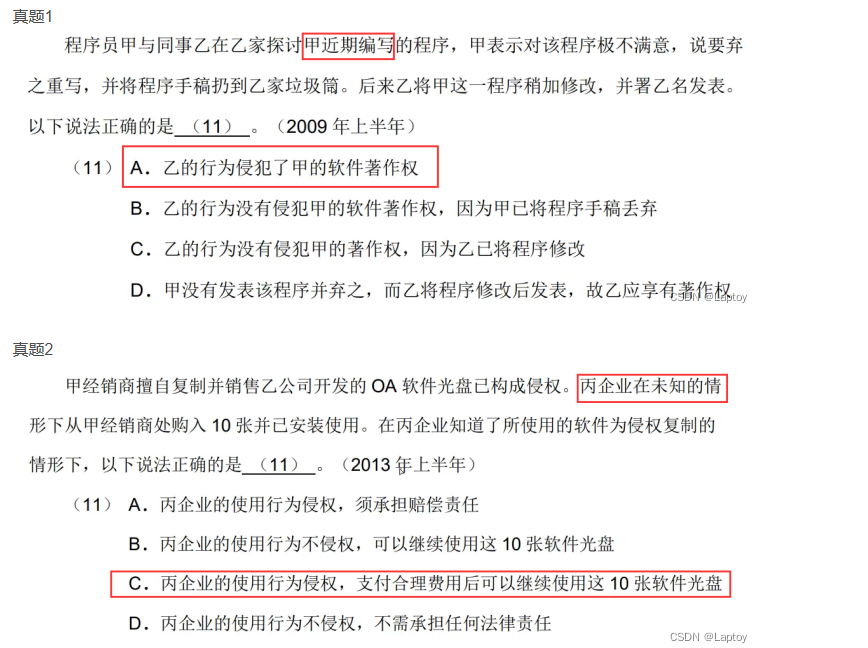 真题1
程序员甲与同事乙在乙家探讨甲近期编写的程序，甲表示对该程序极不满意，说要弃
之重写，并将程序手稿扔到乙家垃圾筒。后来乙将甲这一程序稍加修改，并署乙名发表。
以下说法正确的是 （11） 。（2009 年上半年）
（11） A．乙的行为侵犯了甲的软件著作权
B．乙的行为没有侵犯甲的软件著作权，因为甲已将程序手稿丢弃
C．乙的行为没有侵犯甲的著作权，因为乙已将程序修改
D．甲没有发表该程序并弃之，而乙将程序修改后发表，故乙应享有著作权
CSDN @Laptoy
真题2
甲经销商擅自复制并销售乙公司开发的 OA 软件光盘已构成侵权。丙企业在未知的情
形下从甲经销商处购入 10 张并已安装使用。在丙企业知道了所使用的软件为侵权复制的
情形下，以下说法正确的是 （11） 。（2013 年上半年）
（11） A．丙企业的使用行为侵权，须承担赔偿责任
B．丙企业的使用行为不侵权，可以继续使用这 10 张软件光盘
C．丙企业的使用行为侵权，支付合理费用后可以继续使用这 10 张软件光盘
D．丙企业的使用行为不侵权，不需承担任何法律责任
CSDN @Laptoy